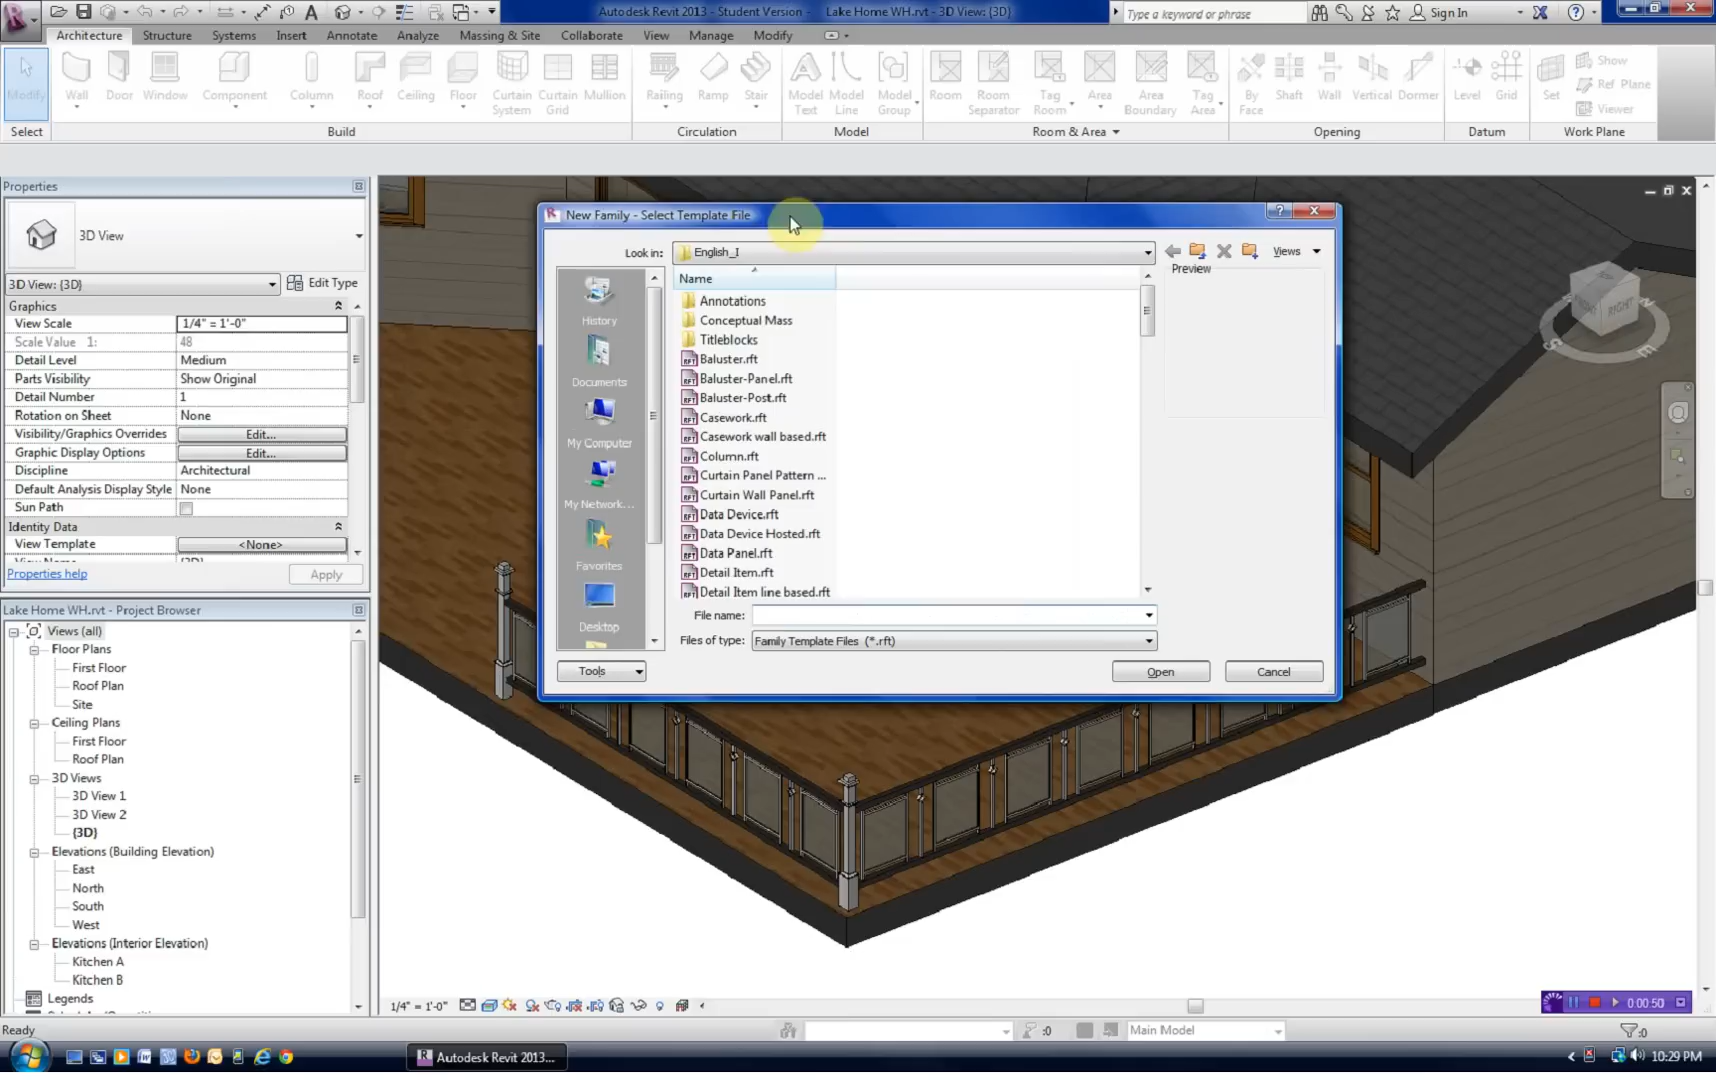 Autodesk Revit 2013 - Student Version - Lake Home WH.rvt - 3D View: {3D}
Type a keyword or phrase
Sign In
Architecture Structure Systems Insert Annotate Analyze Massing & Site Collaborate View Manage Modify
Modify
Wall Door Window Component Column Roof Ceiling Floor Curtain System Curtain Grid Mullion
Railing Ramp Stair
Model Text Model Line Model Group
Room Room Separator Tag Room Area Area Boundary Tag Area
By Face Shaft Wall Vertical Dormer
Level Grid
Set Show Ref Plane Viewer
Select Build Circulation Model Room & Area Opening Datum Work Plane
Properties
3D View
3D View: {3D} Edit Type
Graphics
View Scale 1/4" = 1'-0"
Scale Value 1: 48
Detail Level Medium
Parts Visibility Show Original
Detail Number 1
Rotation on Sheet None
Visibility/Graphics Overrides Edit...
Graphic Display Options Edit...
Discipline Architectural
Default Analysis Display Style None
Sun Path
Identity Data
View Template <None>
Properties help Apply
Lake Home WH.rvt - Project Browser
Views (all)
Floor Plans
First Floor
Roof Plan
Site
Ceiling Plans
First Floor
Roof Plan
3D Views
3D View 1
3D View 2
{3D}
Elevations (Building Elevation)
East
North
South
West
Elevations (Interior Elevation)
Kitchen A
Kitchen B
Legends
New Family - Select Template File
Look in: English_I Views
Preview
Name
Annotations
Conceptual Mass
Titleblocks
Baluster.rft
Baluster-Panel.rft
Baluster-Post.rft
Casework.rft
Casework wall based.rft
Column.rft
Curtain Panel Pattern ...
Curtain Wall Panel.rft
Data Device.rft
Data Device Hosted.rft
Data Panel.rft
Detail Item.rft
Detail Item line based.rft
History
Documents
My Computer
My Network...
Favorites
Desktop
File name:
Files of type: Family Template Files (*.rft)
Tools Open Cancel
RIGHT
S
E
1/4" = 1'-0"
0:00:50
Ready
:0
Main Model
:0
Autodesk Revit 2013...
10:29 PM